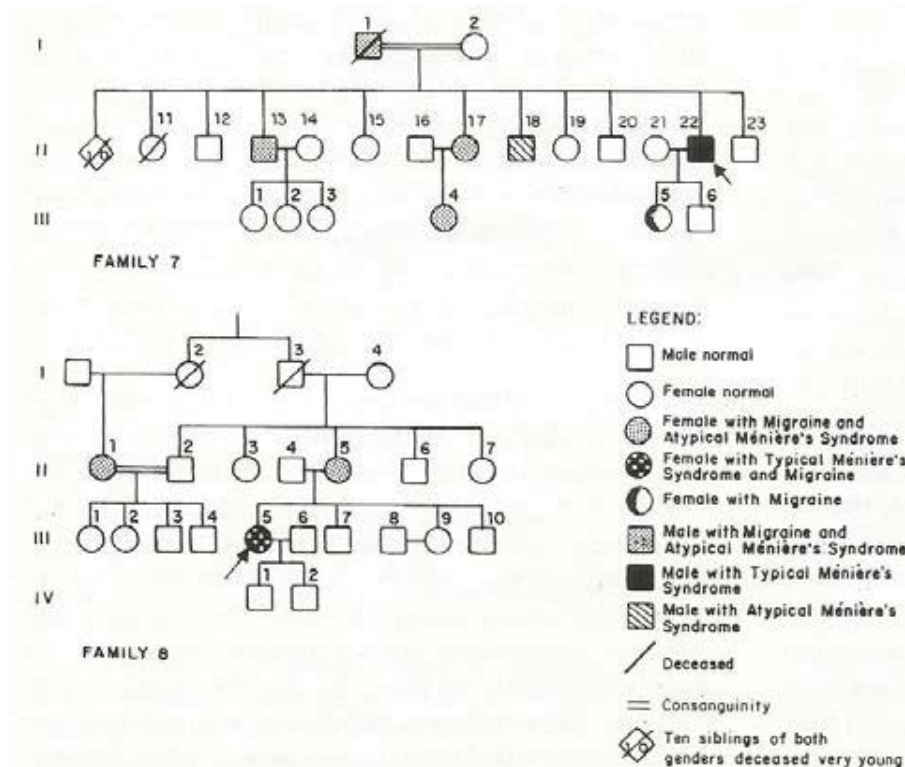 1
2
I
11
12
13
14
15
16
17
18
19
20
21
22
23
10
II
1
2
3
4
5
6
III
FAMILY 7
LEGEND:
Male normal
Female normal
Female with Migraine and
Atypical Ménière's Syndrome
Female with Typical Ménière's
Syndrome and Migraine
Female with Migraine
Male with Migraine and
Atypical Ménière's Syndrome
Male with Typical Ménière's
Syndrome
Male with Atypical Ménière's
Syndrome
Deceased
Consanguinity
10
Ten siblings of both
genders deceased very young
2
3
4
I
1
2
3
4
5
6
7
II
1
2
3
4
5
6
7
8
9
10
III
1
2
IV
FAMILY 8